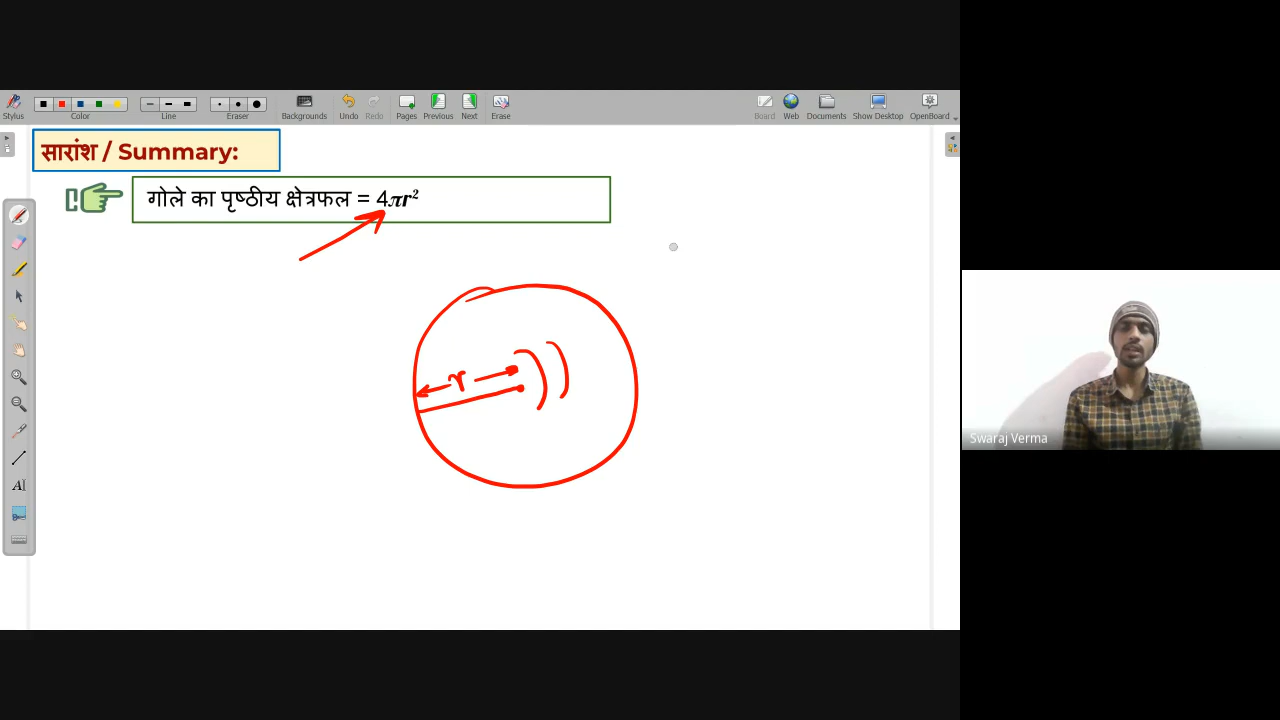 Stylus
Color
Line
Eraser
Backgrounds
Undo
Redo
Pages
Previous
Next
Erase
Board
Web
Documents
Show Desktop
OpenBoard
सारांश / Summary:
गोले का पृष्ठीय क्षेत्रफल = 4πr²
r
Swaraj Verma